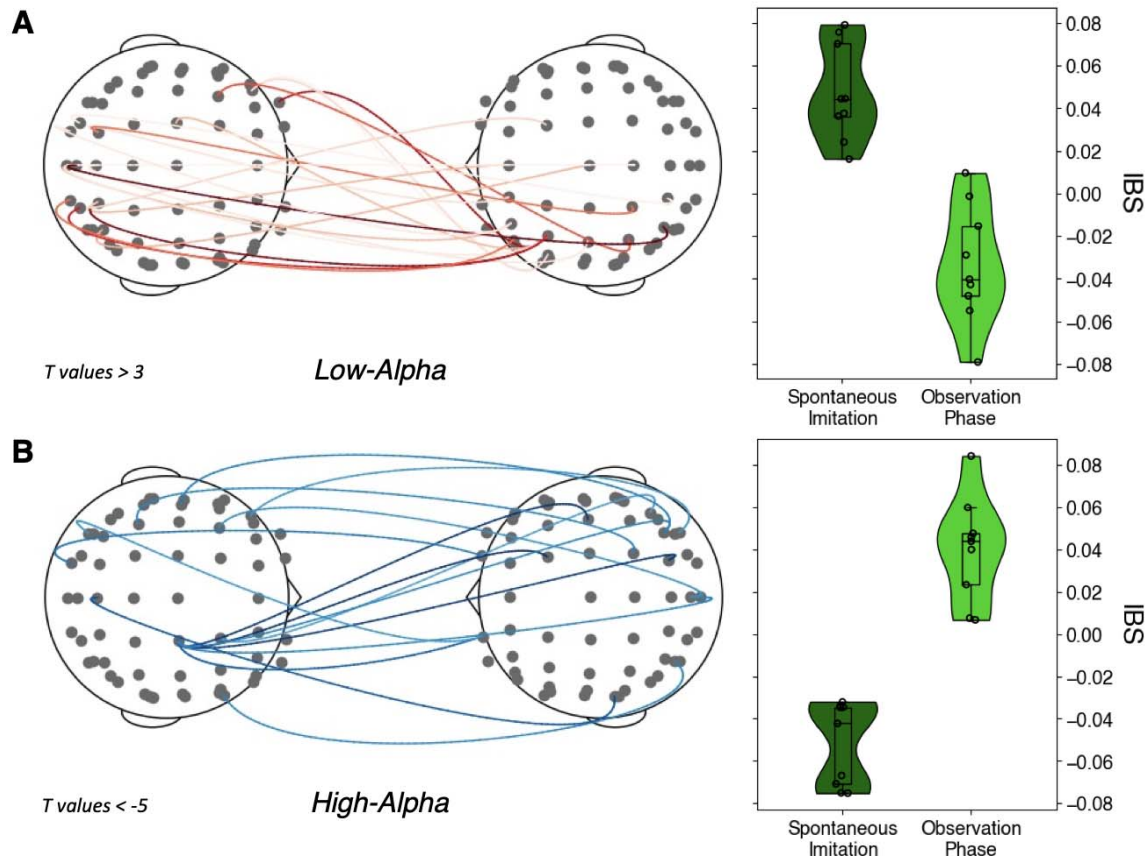 A
0.08
0.06
0.04
0.02
0.00
−0.02
−0.04
−0.06
−0.08
IBS
T values > 3
Low-Alpha
Spontaneous Imitation
Observation Phase
B
0.08
0.06
0.04
0.02
0.00
−0.02
−0.04
−0.06
−0.08
IBS
T values < -5
High-Alpha
Spontaneous Imitation
Observation Phase